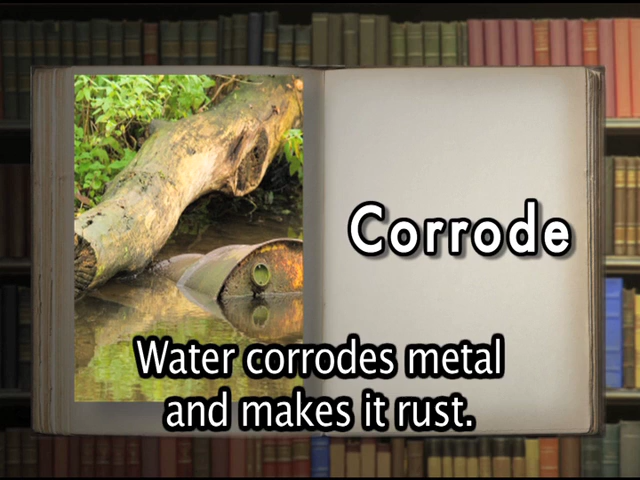 Corrode
Water corrodes metal
and makes it rust.